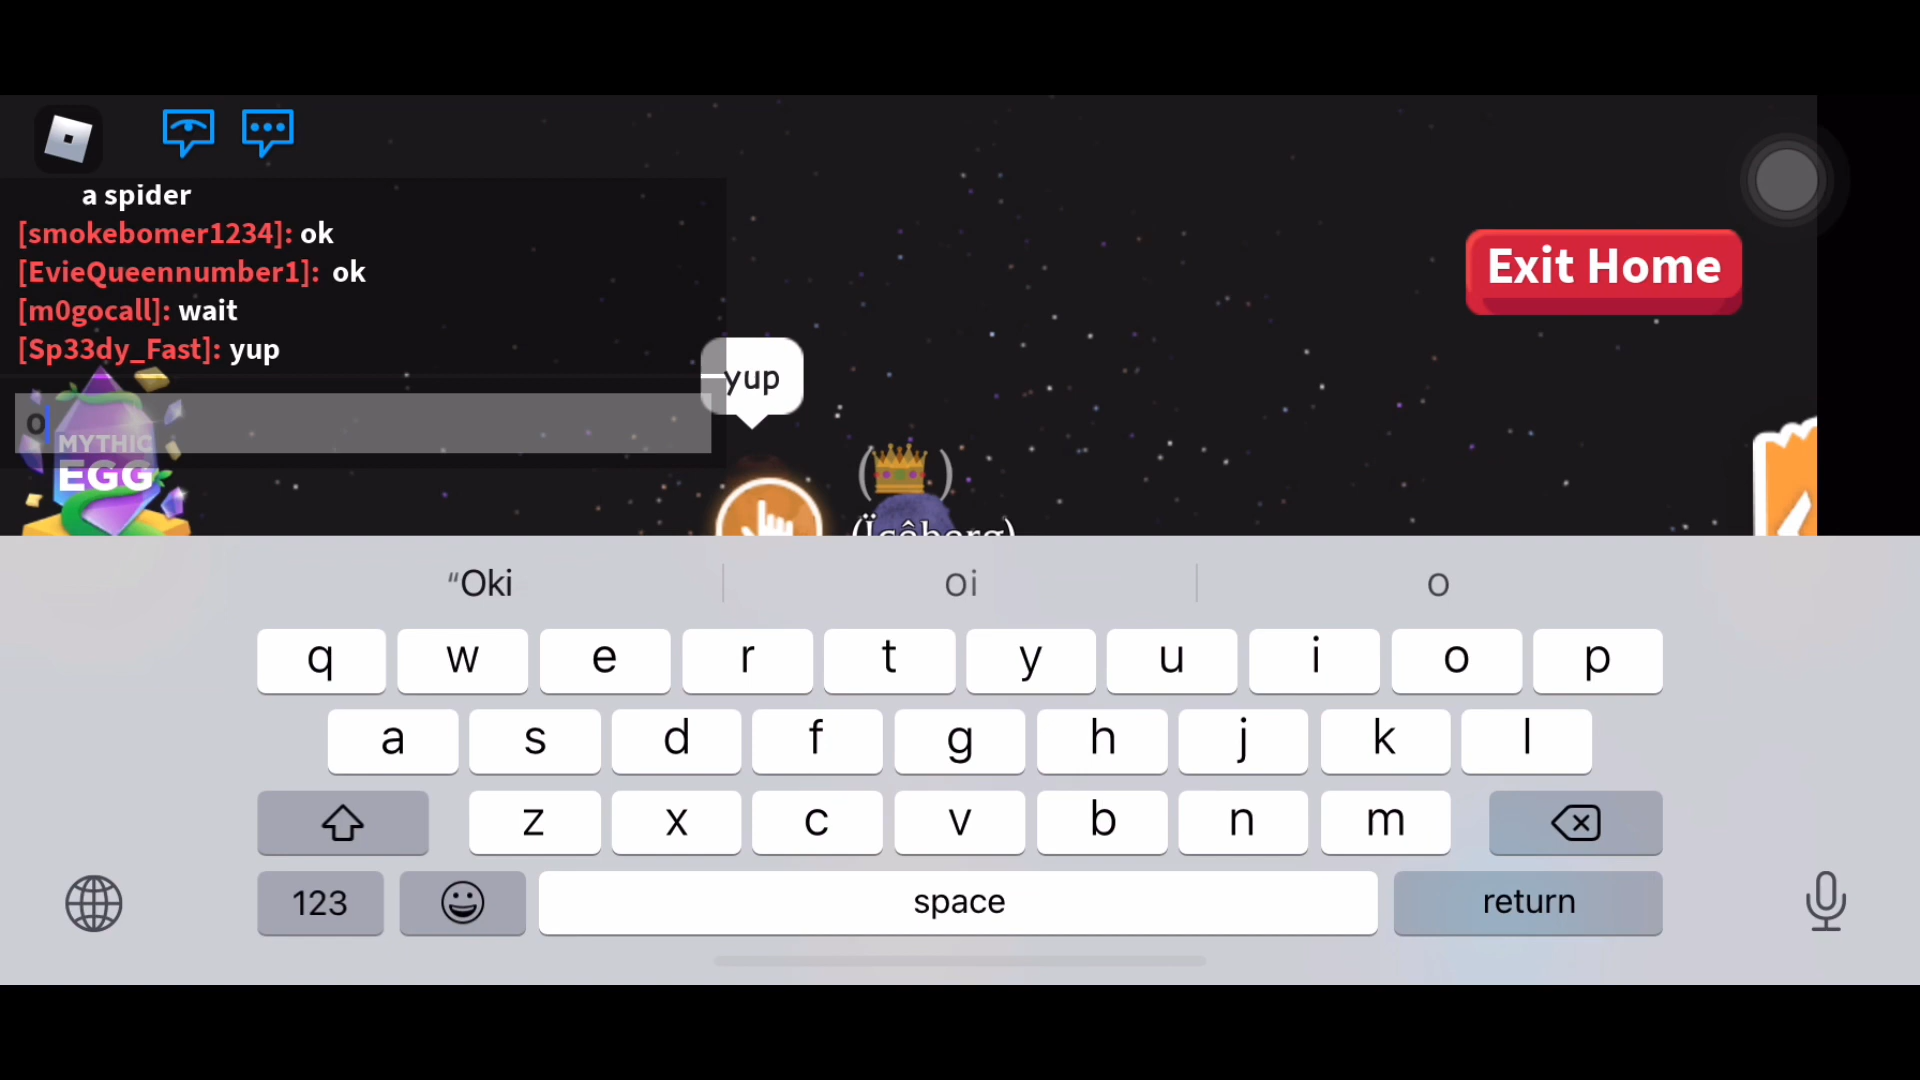 a spider
[smokebomer1234]: ok
[EvieQueennumber1]: ok
[m0gocall]: wait
[Sp33dy_Fast]: yup
o
MYTHIC
EGG
yup
Exit Home
(Ïcêberg)
“Oki
oi
o
q w e r t y u i o p
a s d f g h j k l
z x c v b n m
123
space
return